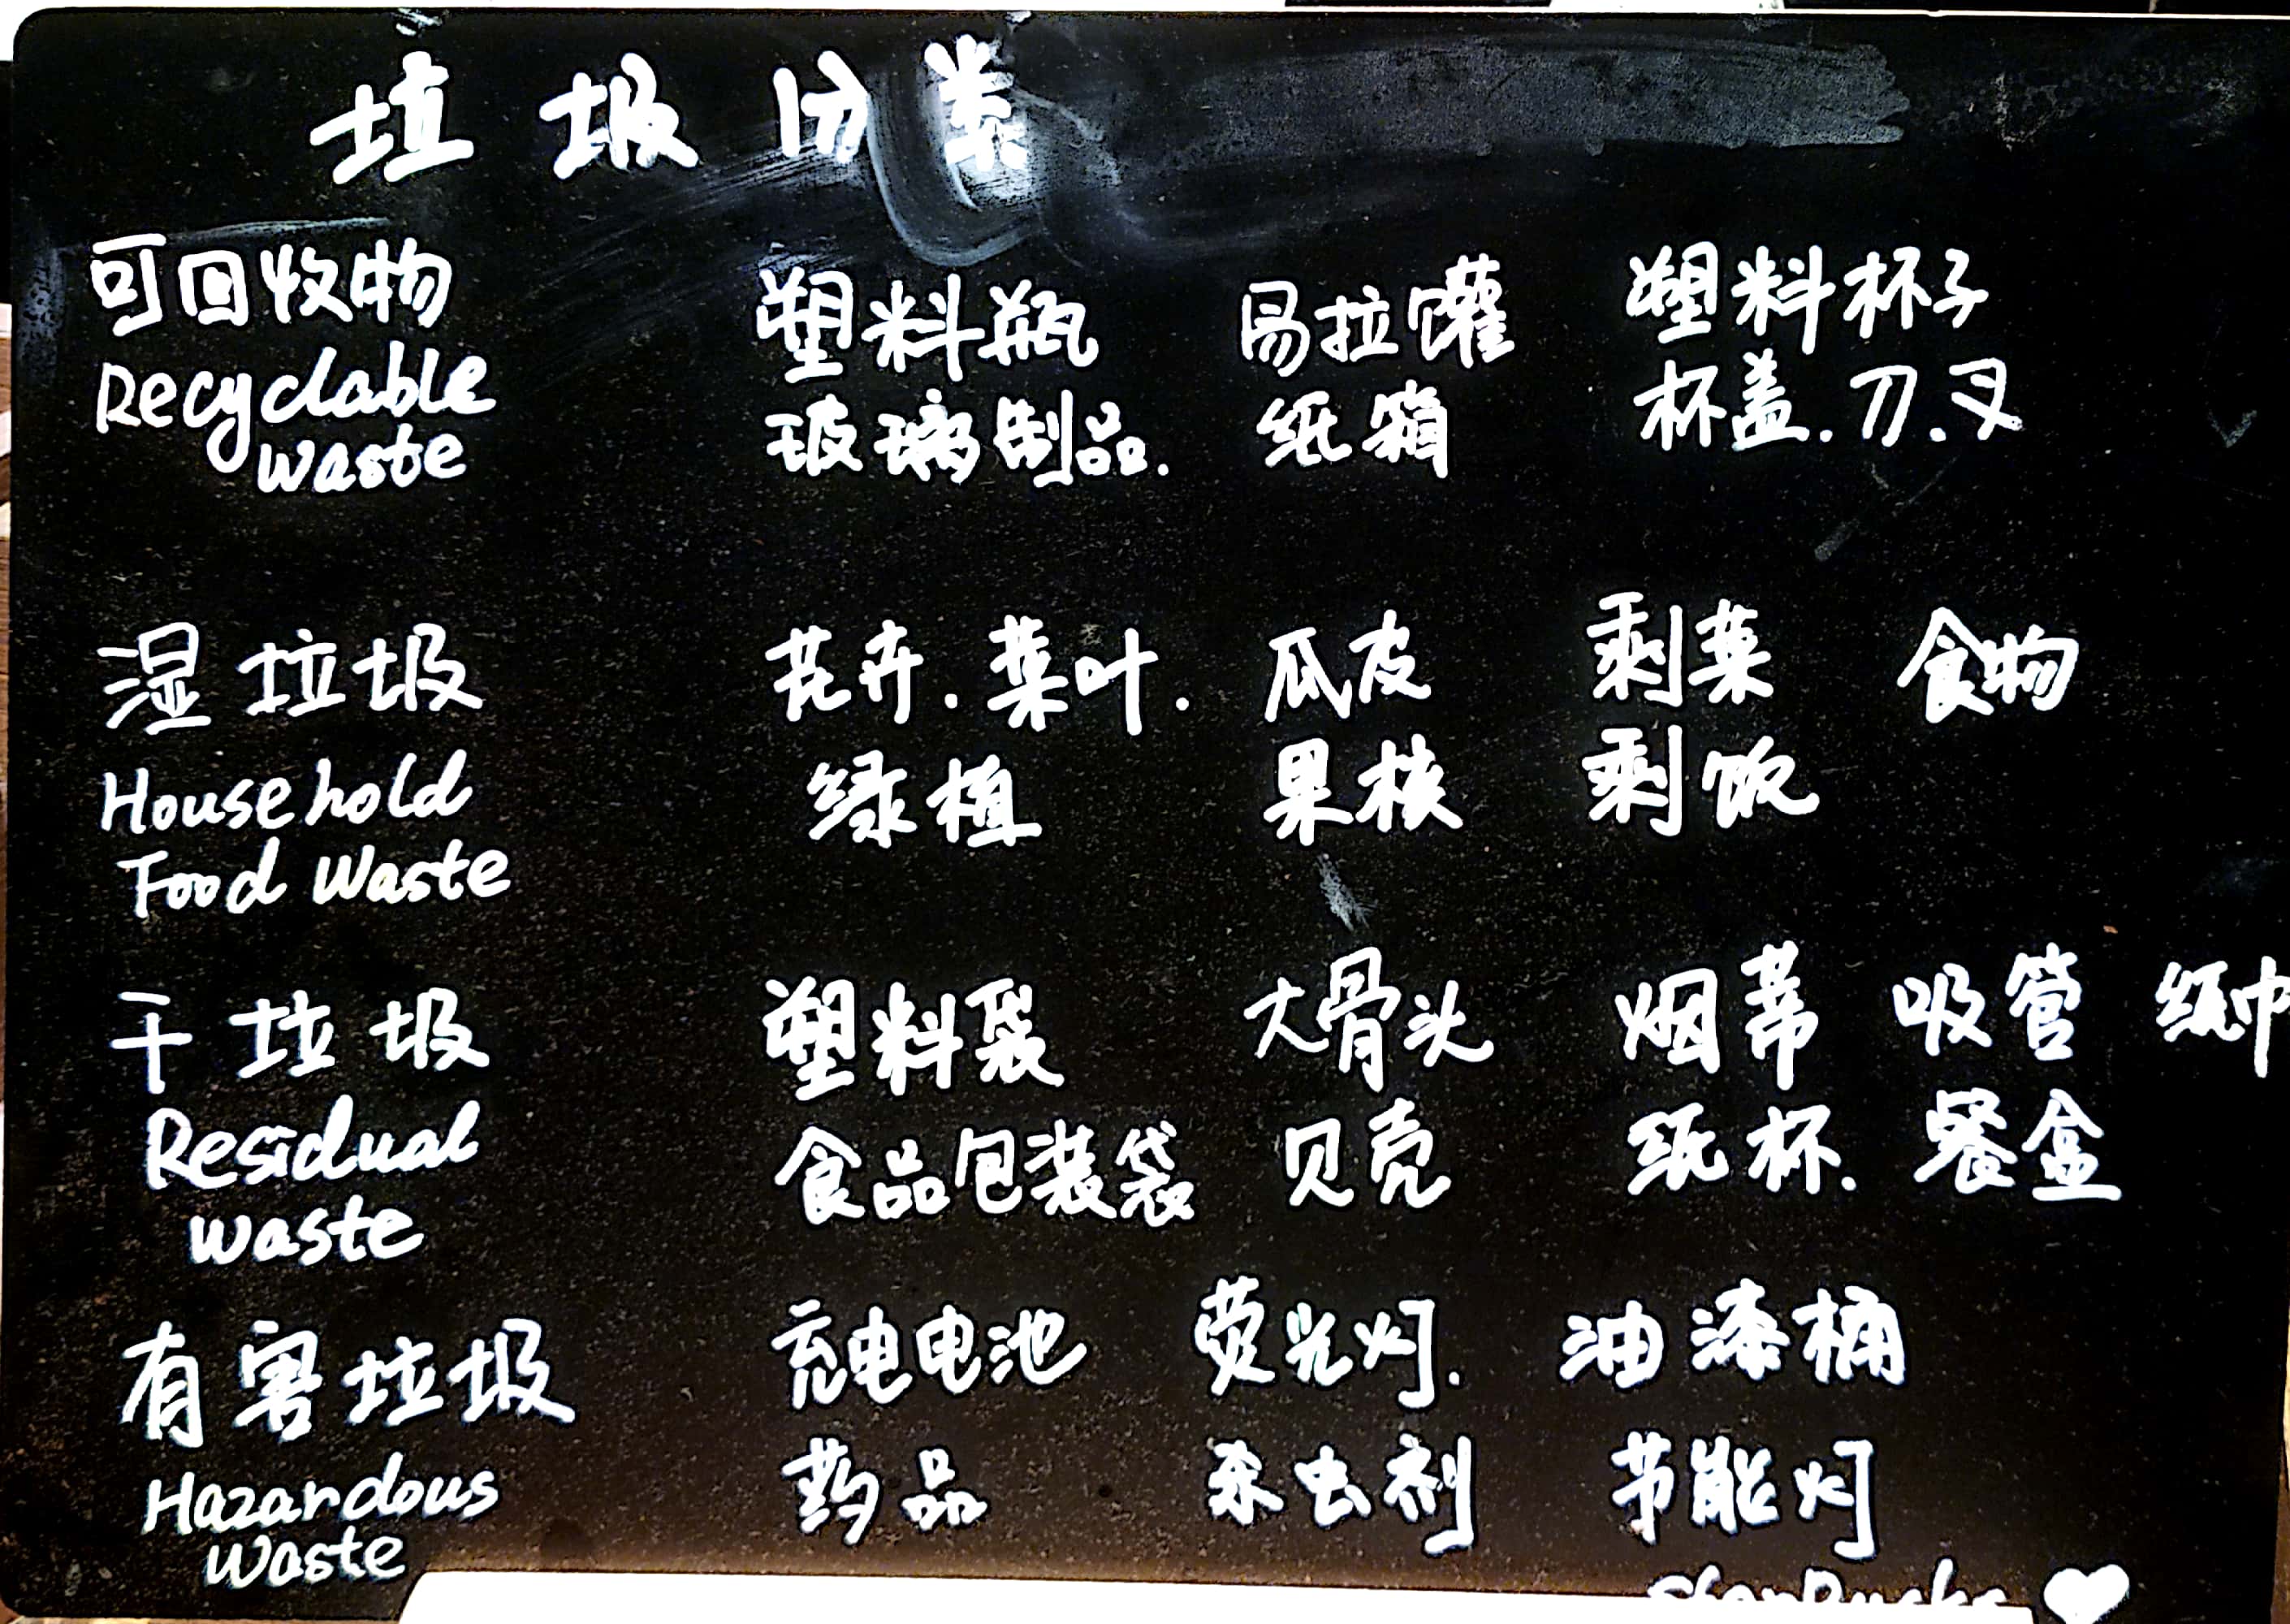 垃圾分类
可回收物 塑料瓶 易拉罐 塑料杯子
Recyclable 玻璃制品. 纸箱 杯盖.刀.叉
waste
湿垃圾 花卉.菜叶. 瓜皮 剩菜 食物
Household 绿植 果核 剩饭
Food Waste
干垃圾 塑料袋 大骨头 烟蒂 吸管 纸巾
Residual 食品包装袋 贝壳 纸杯. 餐盒
waste
有害垃圾 充电电池 荧光灯. 油漆桶
Hazardous 药品 杀虫剂 节能灯
Waste